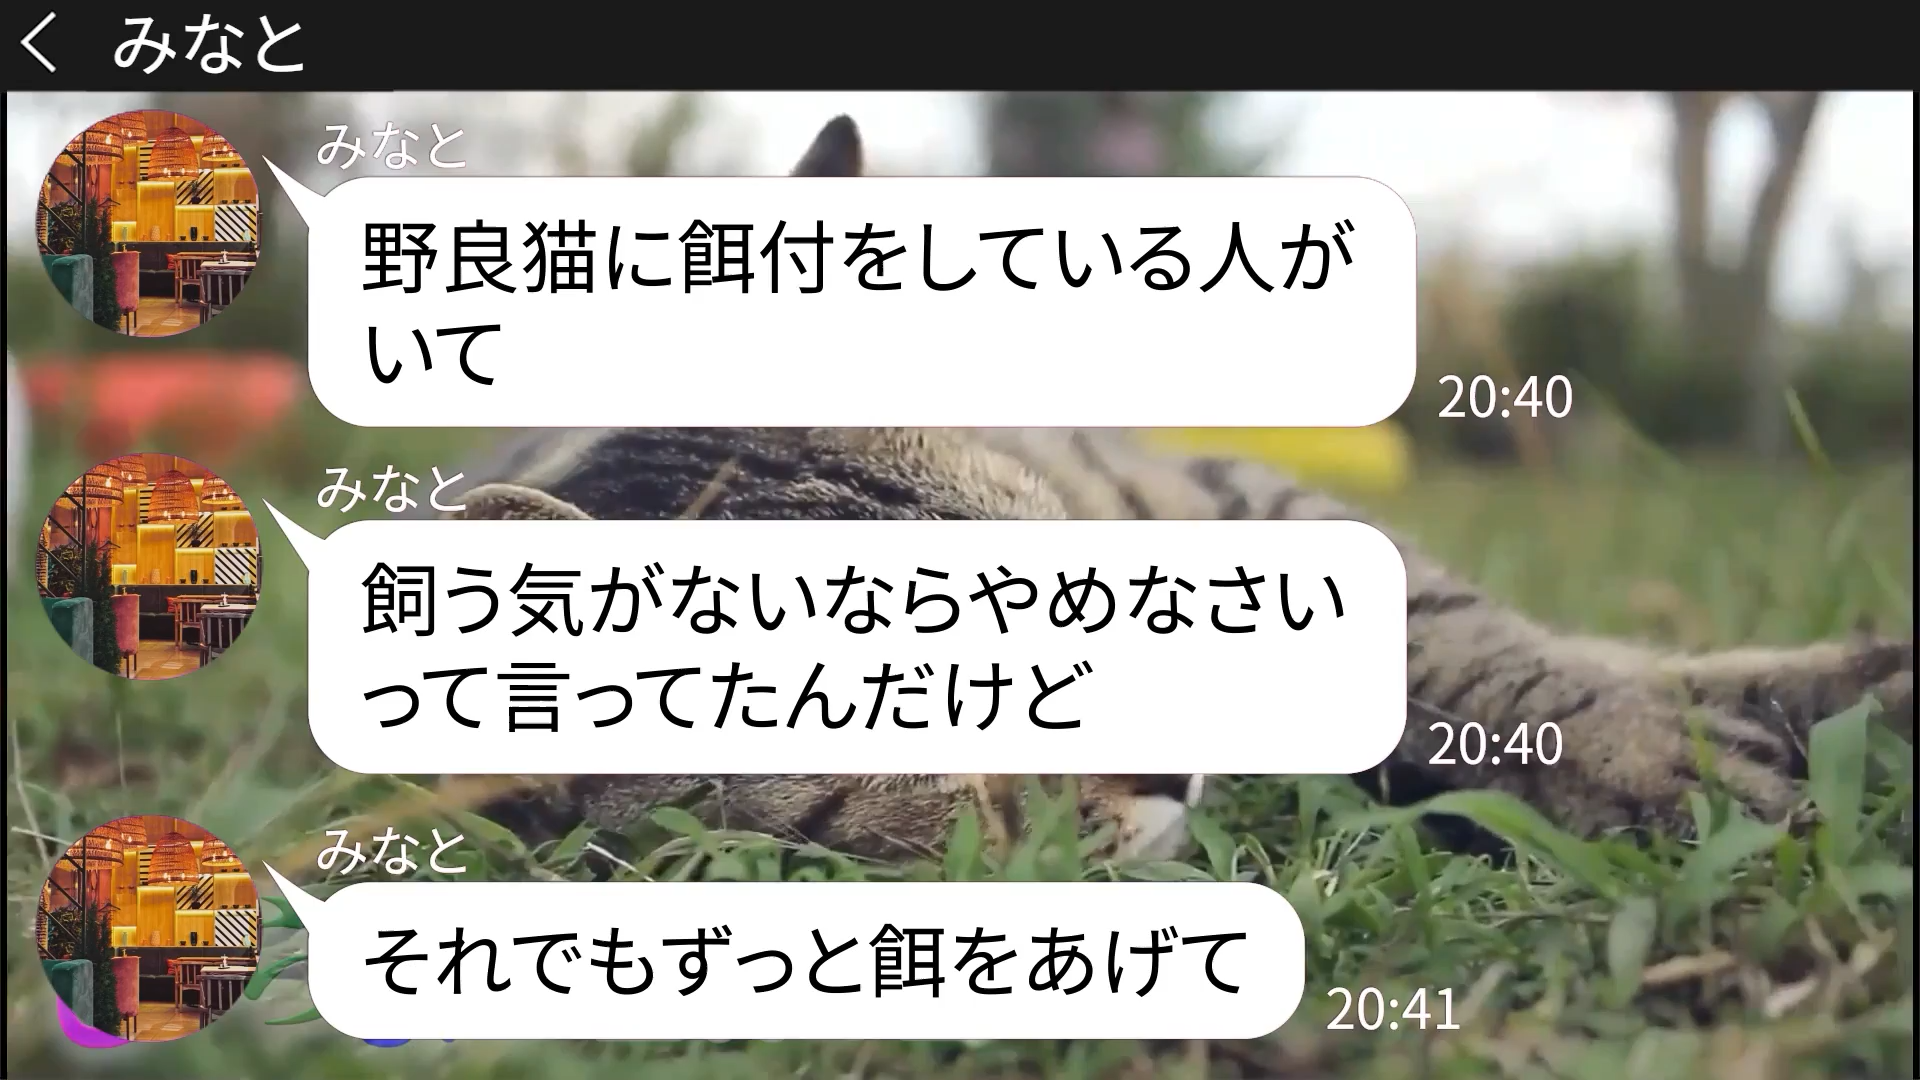 みなと
みなと
野良猫に餌付をしている人が
いて
20:40
みなと
飼う気がないならやめなさい
って言ってたんだけど
20:40
みなと
それでもずっと餌をあげて
20:41